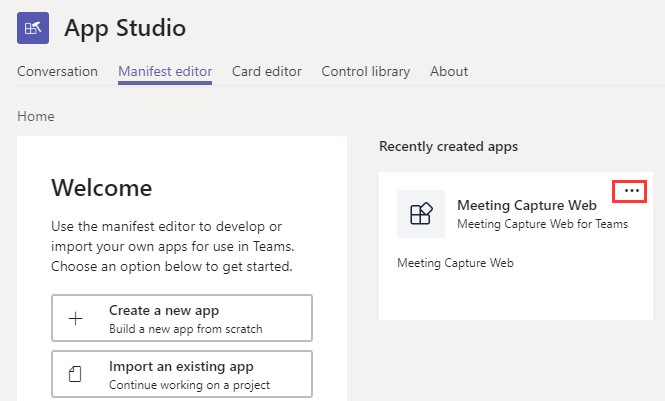 App Studio
Conversation Manifest editor Card editor Control library About
Home
Welcome
Use the manifest editor to develop or
import your own apps for use in Teams.
Choose an option below to get started.
Create a new app
Build a new app from scratch
Import an existing app
Continue working on a project
Recently created apps
Meeting Capture Web
Meeting Capture Web for Teams
Meeting Capture Web